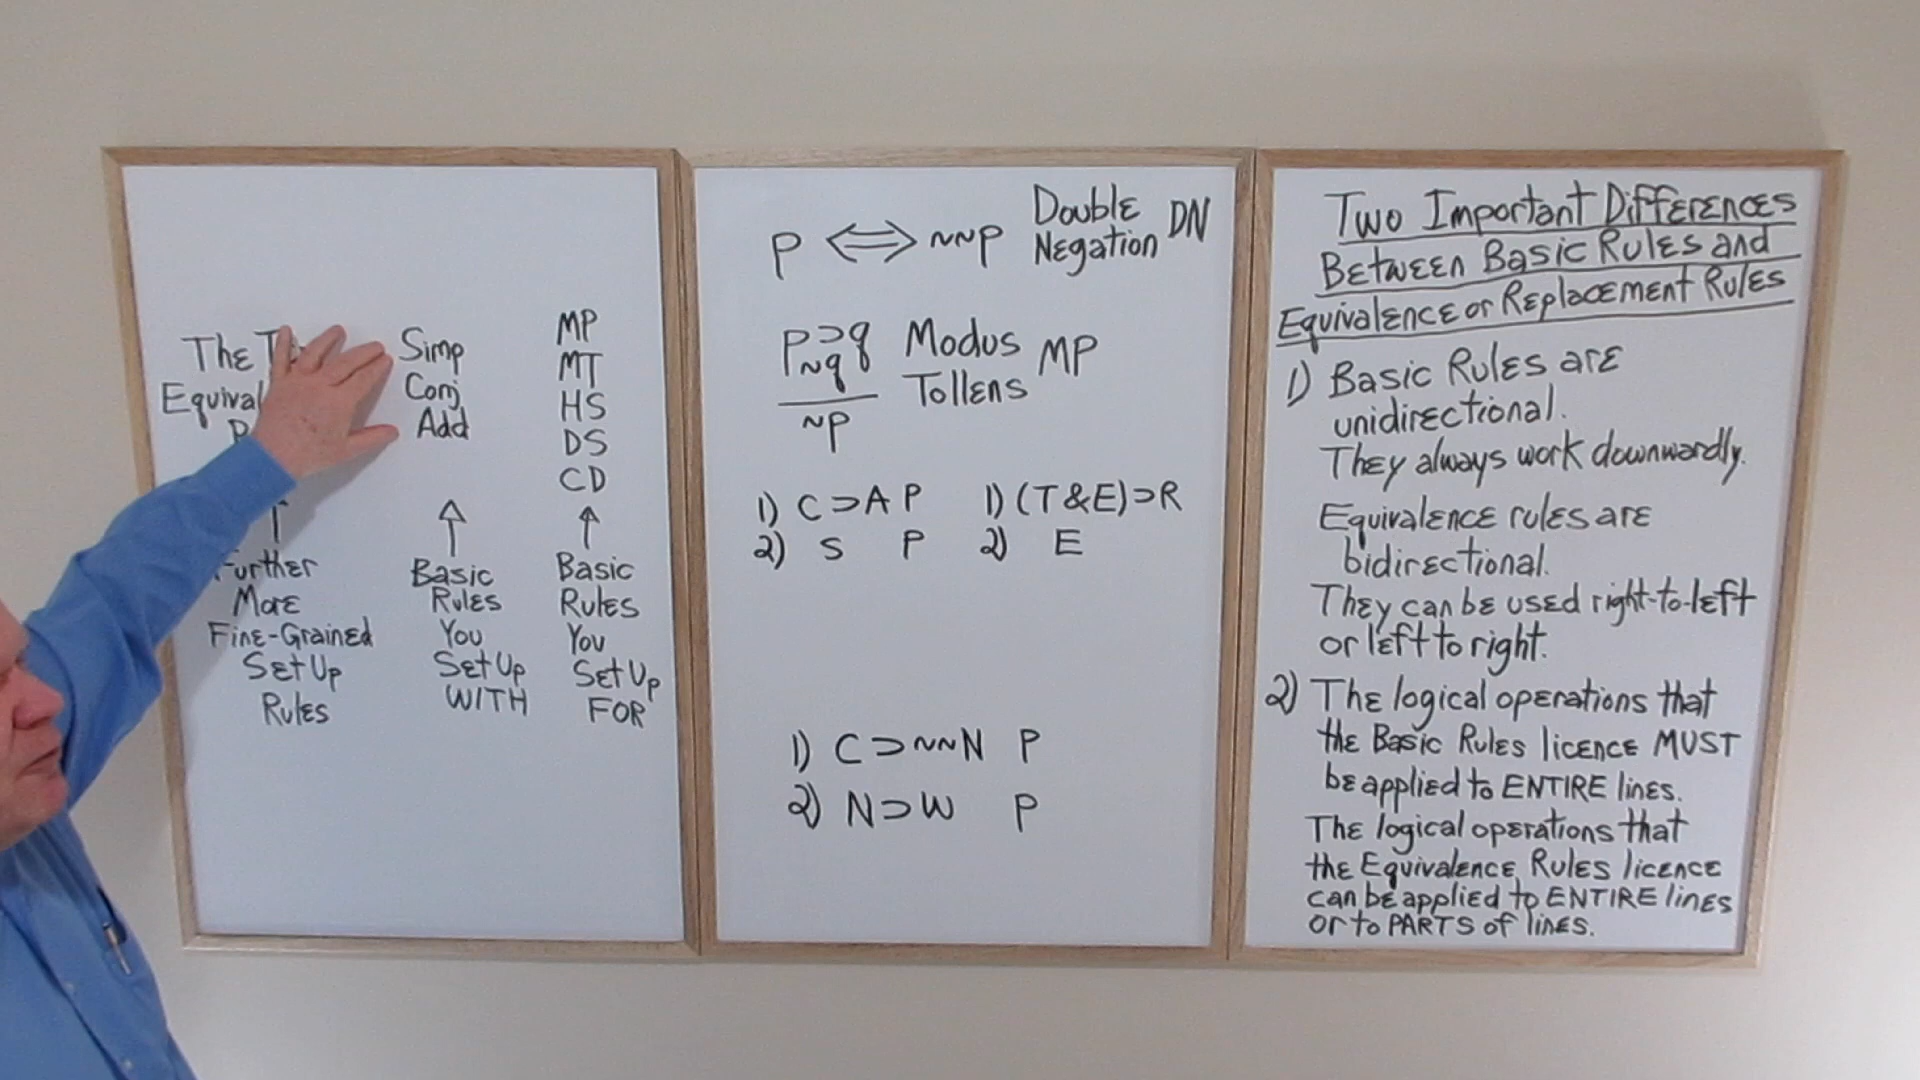 The
Equival
Further
More
Fine-Grained
Set Up
Rules
Simp
Conj
Add
Basic
Rules
You
Set Up
WITH
MP
MT
HS
DS
CD
Basic
Rules
You
Set Up
FOR
p ⟺ ~~p Double Negation DN
p⊃q Modus MP
~q Tollens
~p
1) C⊃A P
2) S P
1) (T&E)⊃R
2) E
1) C⊃~~N P
2) N⊃W P
Two Important Differences
Between Basic Rules and
Equivalence or Replacement Rules
1) Basic Rules are
unidirectional.
They always work downwardly.
Equivalence rules are
bidirectional.
They can be used right-to-left
or left to right.
2) The logical operations that
the Basic Rules licence MUST
be applied to ENTIRE lines.
The logical operations that
the Equivalence Rules licence
can be applied to ENTIRE lines
or to PARTS of lines.